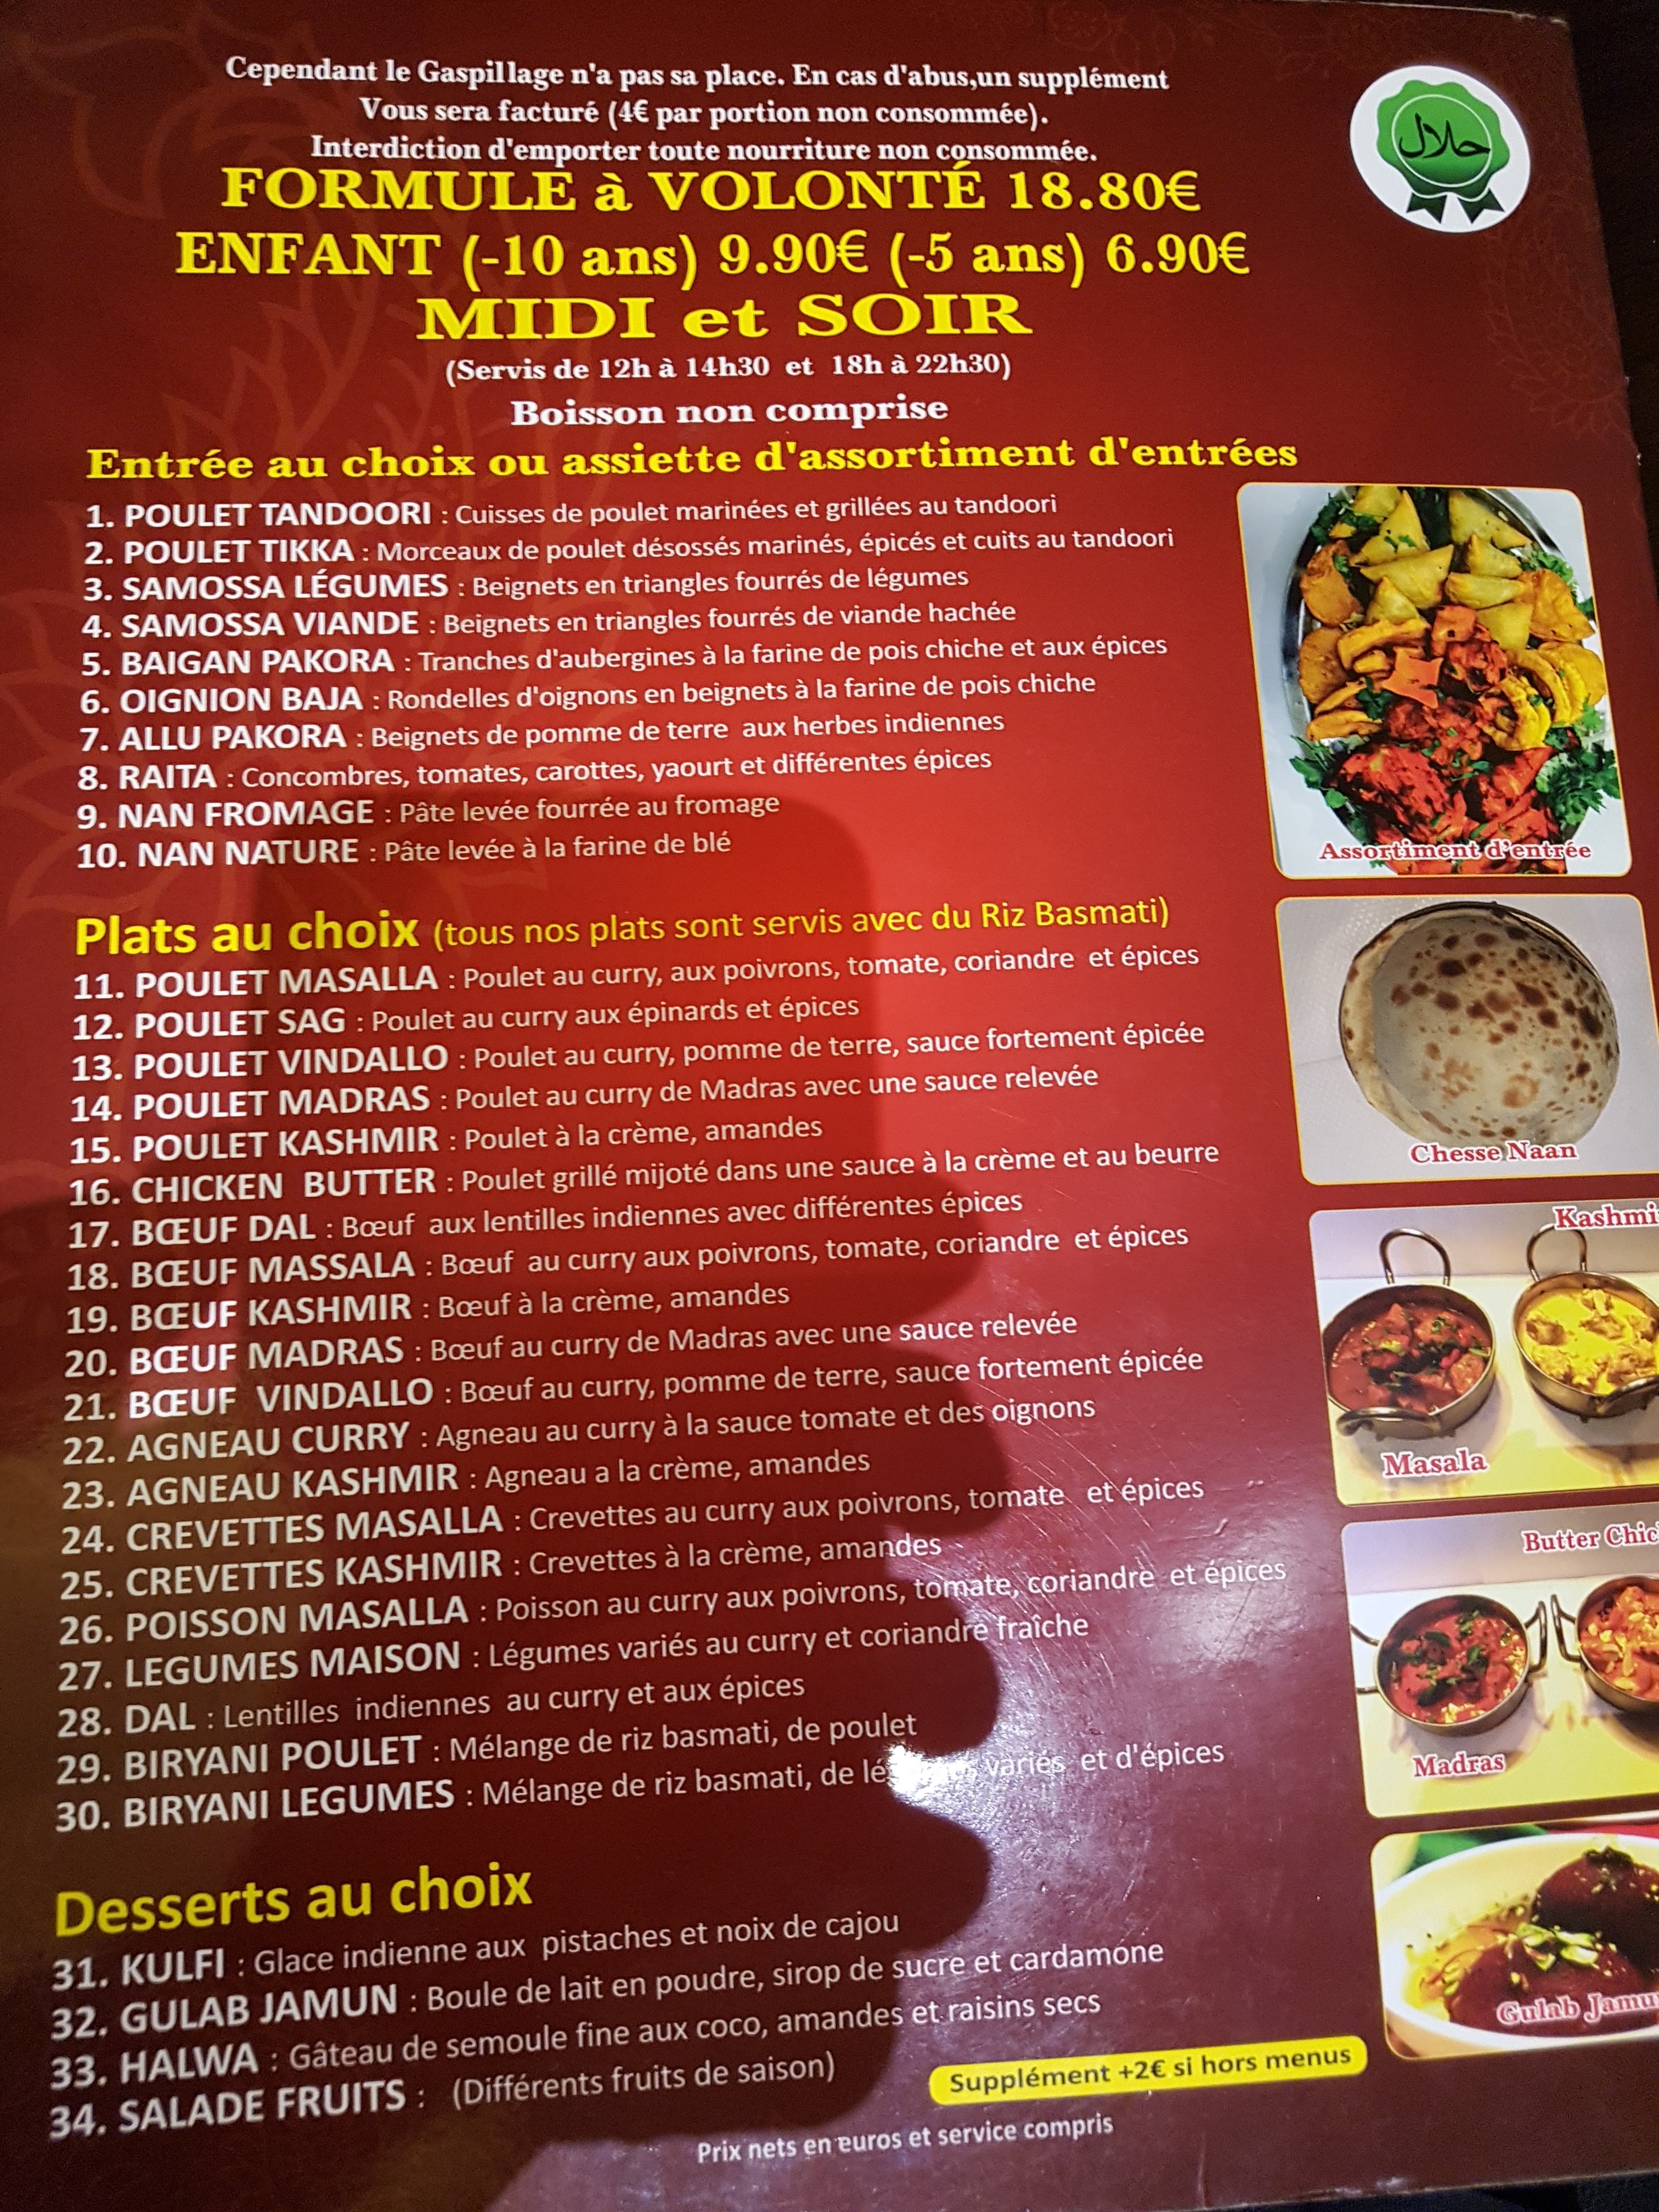 Cependant le Gaspillage n'a pas sa place. En cas d'abus,un supplément
Vous sera facturé (4€ par portion non consommée).
Interdiction d'emporter toute nourriture non consommée.
حلال
FORMULE à VOLONTÉ 18.80€
ENFANT (-10 ans) 9.90€ (-5 ans) 6.90€
MIDI et SOIR
(Servis de 12h à 14h30 et 18h à 22h30)
Boisson non comprise
Entrée au choix ou assiette d'assortiment d'entrées
1. POULET TANDOORI : Cuisses de poulet marinées et grillées au tandoori
2. POULET TIKKA : Morceaux de poulet désossés marinés, épicés et cuits au tandoori
3. SAMOSSA LÉGUMES : Beignets en triangles fourrés de légumes
4. SAMOSSA VIANDE : Beignets en triangles fourrés de viande hachée
5. BAIGAN PAKORA : Tranches d'aubergines à la farine de pois chiche et aux épices
6. OIGNION BAJA : Rondelles d'oignons en beignets à la farine de pois chiche
7. ALLU PAKORA : Beignets de pomme de terre aux herbes indiennes
8. RAITA : Concombres, tomates, carottes, yaourt et différentes épices
9. NAN FROMAGE : Pâte levée fourrée au fromage
10. NAN NATURE : Pâte levée à la farine de blé
Assortiment d'entrée
Plats au choix (tous nos plats sont servis avec du Riz Basmati)
11. POULET MASALLA : Poulet au curry, aux poivrons, tomate, coriandre et épices
12. POULET SAG : Poulet au curry aux épinards et épices
13. POULET VINDALLO : Poulet au curry, pomme de terre, sauce fortement épicée
14. POULET MADRAS : Poulet au curry de Madras avec une sauce relevée
15. POULET KASHMIR : Poulet à la crème, amandes
16. CHICKEN BUTTER : Poulet grillé mijoté dans une sauce à la crème et au beurre
17. BŒUF DAL : Bœuf aux lentilles indiennes avec différentes épices
18. BŒUF MASSALA : Bœuf au curry aux poivrons, tomate, coriandre et épices
19. BŒUF KASHMIR : Bœuf à la crème, amandes
20. BŒUF MADRAS : Bœuf au curry de Madras avec une sauce relevée
21. BŒUF VINDALLO : Bœuf au curry, pomme de terre, sauce fortement épicée
22. AGNEAU CURRY : Agneau au curry à la sauce tomate et des oignons
23. AGNEAU KASHMIR : Agneau a la crème, amandes
24. CREVETTES MASALLA : Crevettes au curry aux poivrons, tomate et épices
25. CREVETTES KASHMIR : Crevettes à la crème, amandes
26. POISSON MASALLA : Poisson au curry aux poivrons, tomate, coriandre et épices
27. LEGUMES MAISON : Légumes variés au curry et coriandre fraîche
28. DAL : Lentilles indiennes au curry et aux épices
29. BIRYANI POULET : Mélange de riz basmati, de poulet
30. BIRYANI LEGUMES : Mélange de riz basmati, de variés et d'épices
Chesse Naan
Kashmi
Masala
Butter Chic
Madras
Gulab Jamu
Desserts au choix
31. KULFI : Glace indienne aux pistaches et noix de cajou
32. GULAB JAMUN : Boule de lait en poudre, sirop de sucre et cardamone
33. HALWA : Gâteau de semoule fine aux coco, amandes et raisins secs
34. SALADE FRUITS : (Différents fruits de saison)
Supplément +2€ si hors menus
Prix nets en euros et service compris